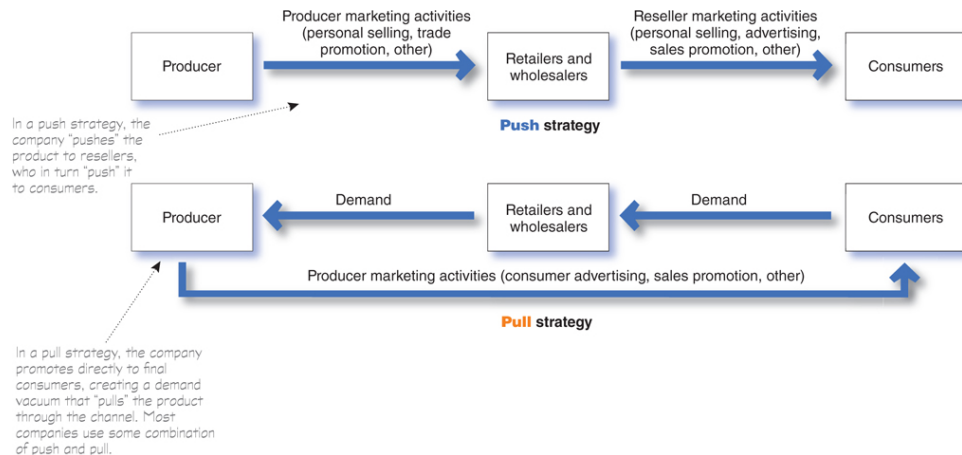 Producer marketing activities
(personal selling, trade
promotion, other)
Reseller marketing activities
(personal selling, advertising,
sales promotion, other)
Producer
Retailers and
wholesalers
Consumers
Push strategy
In a push strategy, the
company “pushes” the
product to resellers,
who in turn “push” it
to consumers.
Producer
Demand
Retailers and
wholesalers
Demand
Consumers
Producer marketing activities (consumer advertising, sales promotion, other)
Pull strategy
In a pull strategy, the company
promotes directly to final
consumers, creating a demand
vacuum that “pulls” the product
through the channel. Most
companies use some combination
of push and pull.